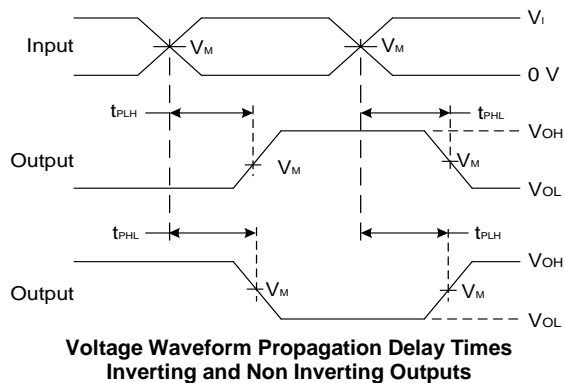 Input
VM
VM
VI
0 V
tPLH
tPHL
Output
VM
VM
VOH
VOL
tPHL
tPLH
Output
VM
VM
VOH
VOL
Voltage Waveform Propagation Delay Times
Inverting and Non Inverting Outputs